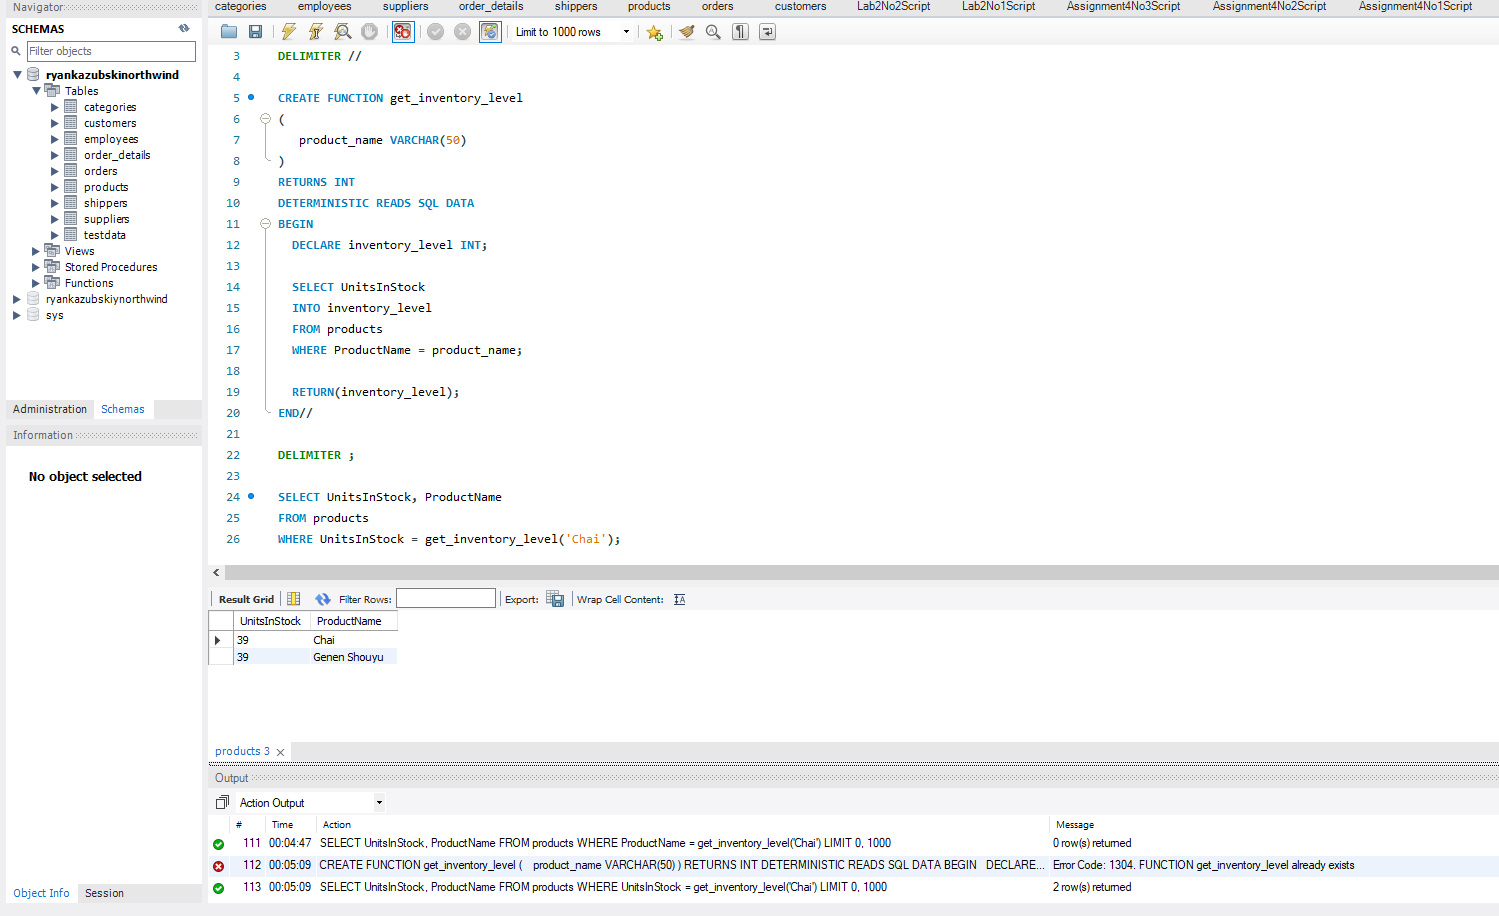 Navigator
SCHEMAS
Filter objects
ryankazubskinorthwind
Tables
categories
customers
employees
order_details
orders
products
shippers
suppliers
testdata
Views
Stored Procedures
Functions
ryankazubskiynorthwind
sys
Administration Schemas
Information
No object selected
Object Info Session
categories employees suppliers order_details shippers products orders customers Lab2No2Script Lab2No1Script Assignment4No3Script Assignment4No2Script Assignment4No1Script
Limit to 1000 rows
3 DELIMITER //
4
5 CREATE FUNCTION get_inventory_level
6 (
7 product_name VARCHAR(50)
8 )
9 RETURNS INT
10 DETERMINISTIC READS SQL DATA
11 BEGIN
12 DECLARE inventory_level INT;
13
14 SELECT UnitsInStock
15 INTO inventory_level
16 FROM products
17 WHERE ProductName = product_name;
18
19 RETURN(inventory_level);
20 END//
21
22 DELIMITER ;
23
24 SELECT UnitsInStock, ProductName
25 FROM products
26 WHERE UnitsInStock = get_inventory_level('Chai');
Result Grid Filter Rows: Export: Wrap Cell Content:
UnitsInStock ProductName
39 Chai
39 Genen Shouyu
products 3
Output
Action Output
# Time Action Message
111 00:04:47 SELECT UnitsInStock, ProductName FROM products WHERE ProductName = get_inventory_level('Chai') LIMIT 0, 1000 0 row(s) returned
112 00:05:09 CREATE FUNCTION get_inventory_level ( product_name VARCHAR(50) ) RETURNS INT DETERMINISTIC READS SQL DATA BEGIN DECLARE... Error Code: 1304. FUNCTION get_inventory_level already exists
113 00:05:09 SELECT UnitsInStock, ProductName FROM products WHERE UnitsInStock = get_inventory_level('Chai') LIMIT 0, 1000 2 row(s) returned